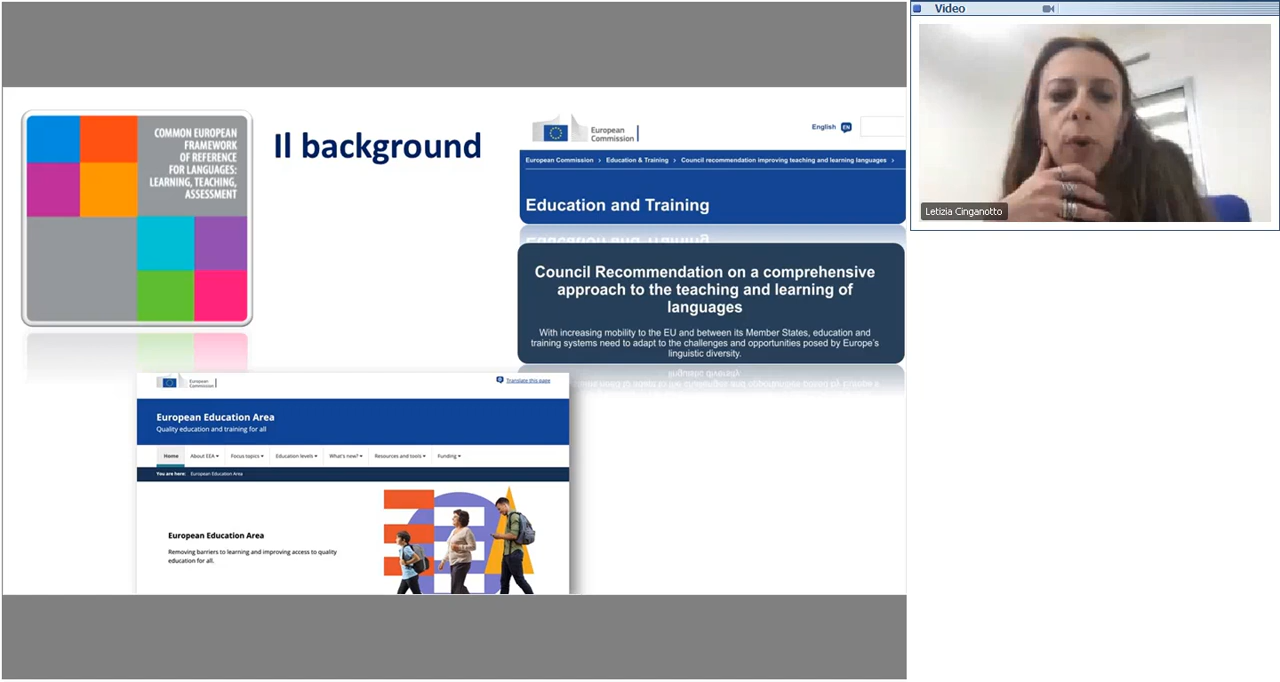 Video
Letizia Cinganotto
Il background
COMMON EUROPEAN
FRAMEWORK
OF REFERENCE
FOR LANGUAGES:
LEARNING, TEACHING,
ASSESSMENT
European
Commission
English EN
European Commission > Education & Training > Council recommendation improving teaching and learning languages >
Education and Training
Council Recommendation on a comprehensive
approach to the teaching and learning of
languages
With increasing mobility to the EU and between its Member States, education and
training systems need to adapt to the challenges and opportunities posed by Europe's
linguistic diversity.
European
Commission
Translate this page
European Education Area
Quality education and training for all
Home About EEA Focus topics Education levels What's new? Resources and tools Funding
You are here: European Education Area
European Education Area
Removing barriers to learning and improving access to quality
education for all.